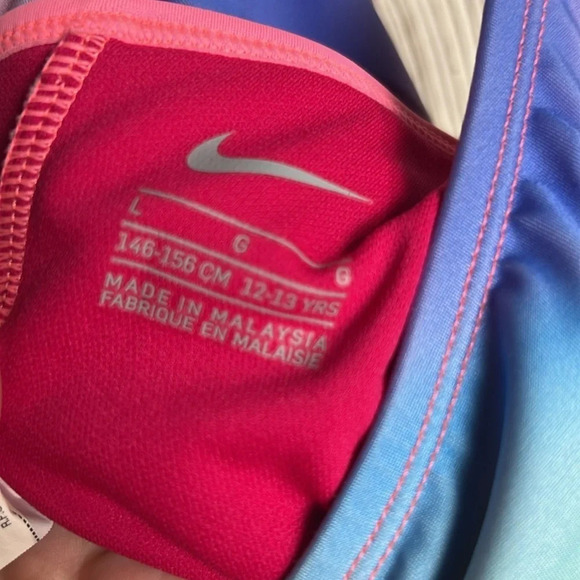 L G G
146-156 CM 12-13 YRS
MADE IN MALAYSIA
FABRIQUE EN MALAISIE